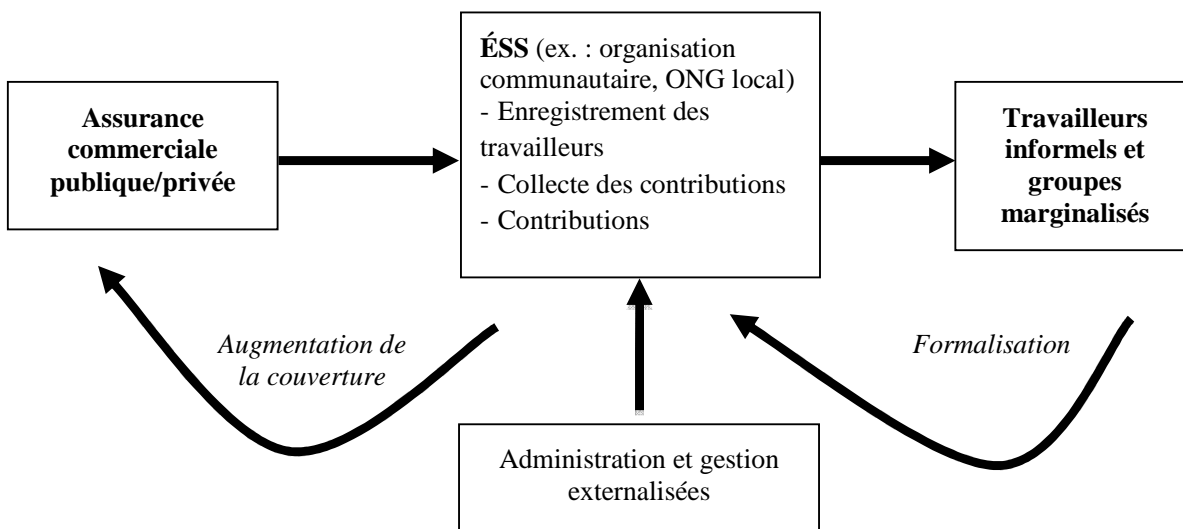 Assurance
commerciale
publique/privée
ÉSS (ex. : organisation
communautaire, ONG local)
- Enregistrement des
travailleurs
- Collecte des contributions
- Contributions
Travailleurs
informels et
groupes
marginalisés
Augmentation de
la couverture
Formalisation
Administration et gestion
externalisées